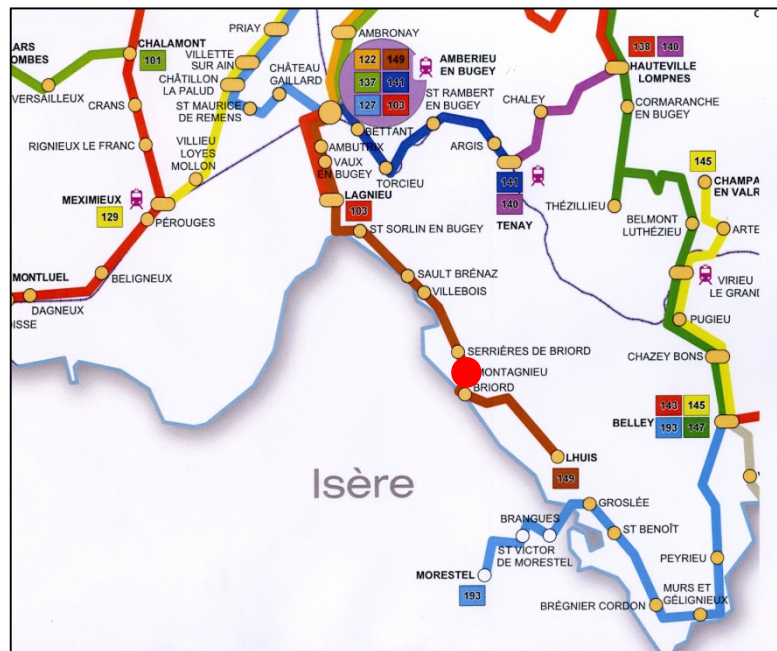 PRIAY
AMBRONAY
138 140
HAUTEVILLE
LOMPNES
CHALAMONT
101
VILLETTE
SUR AIN
CHÂTEAU
GAILLARD
122 149
137 141
127 103
AMBERIEU
EN BUGEY
VERSAILLEUX
CHÂTILLON
LA PALUD
ST MAURICE
DE REMENS
ST RAMBERT
EN BUGEY
CHALEY
CORMARANCHE
EN BUGEY
CRANS
BETTANT
RIGNIEUX LE FRANC
VILLIEU
LOYES
MOLLON
AMBUTRIX
VAUX
EN BUGEY
ARGIS
TORCIEU
145
MEXIMIEUX
129
LAGNIEU
103
141
140
TENAY
THÉZILLIEU
CHAMPA
EN VALR
PÉROUGES
ST SORLIN EN BUGEY
BELMONT
LUTHÉZIEU
ARTE
MONTLUEL
BELIGNEUX
SAULT BRÉNAZ
VIRIEU
LE GRAND
DAGNEUX
VILLEBOIS
PUGIEU
SERRIÈRES DE BRIORD
CHAZEY BONS
MONTAGNIEU
BRIORD
143 145
193 147
BELLEY
LHUIS
149
Isère
GROSLÉE
BRANGUES
ST VICTOR
DE MORESTEL
ST BENOÎT
MORESTEL
193
PEYRIEU
MURS ET
GÉLIGNIEUX
BRÉGNIER CORDON